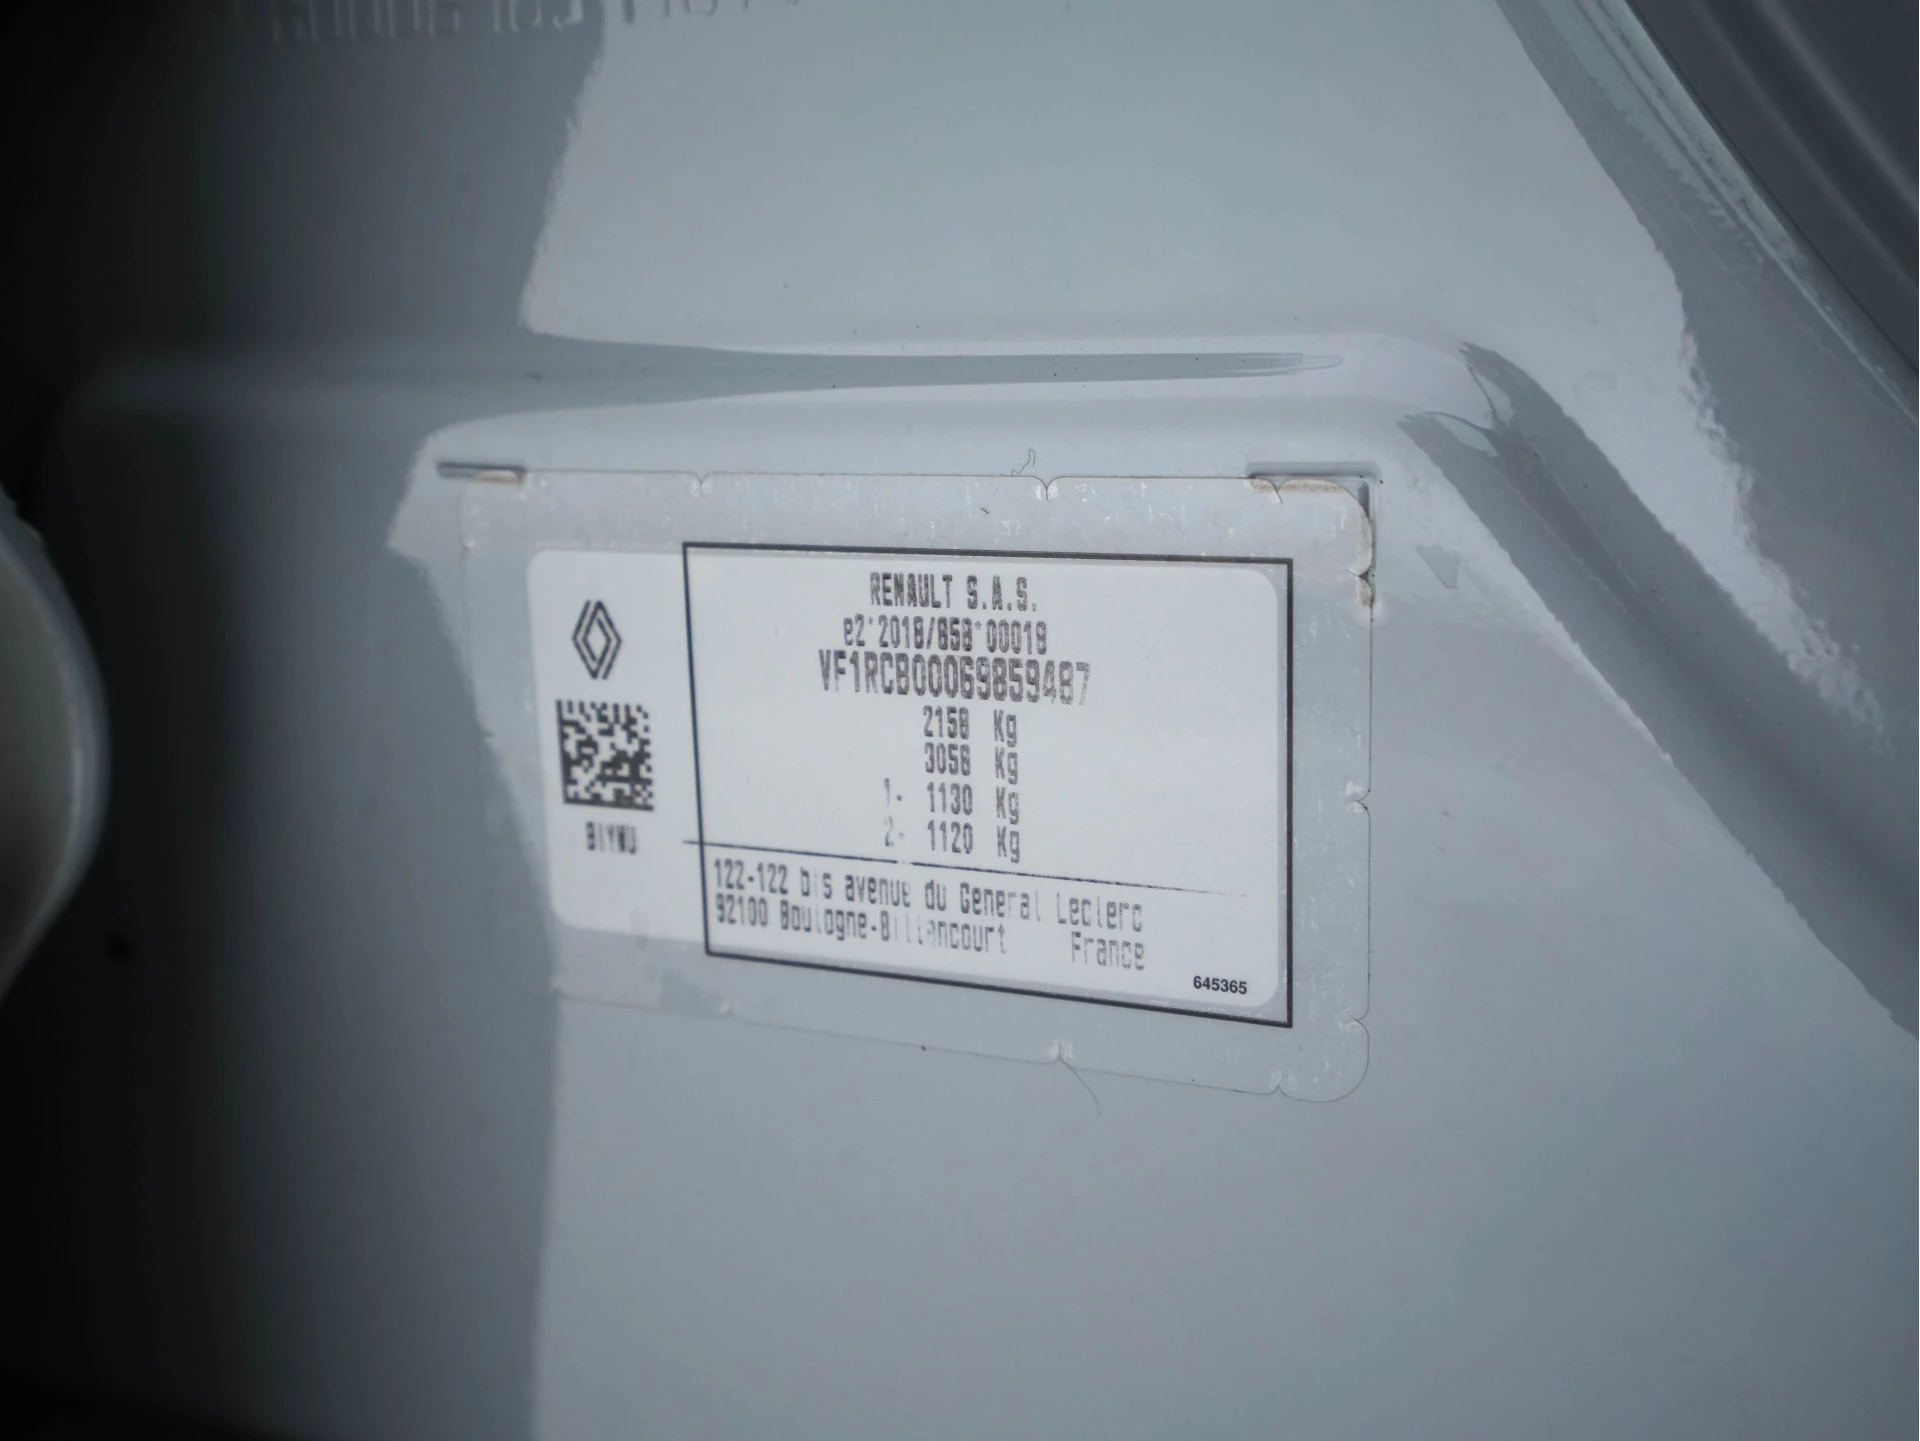 RENAULT S.A.S.
e2*2018/858*00018
VF1RCB00069859487
2158 Kg
3058 Kg
1- 1130 Kg
2- 1120 Kg
BIYWU
122-122 bis avenue du General Leclerc
92100 Boulogne-Billancourt France
645365